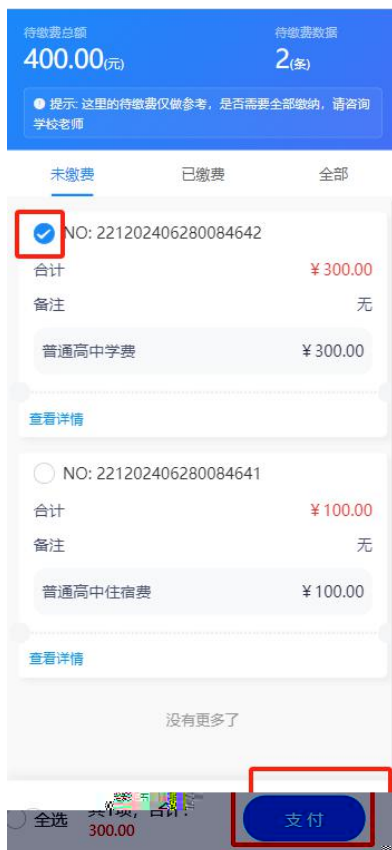 待缴费总额
待缴费数据
400.00(元)
2(条)
提示: 这里的待缴费仅做参考，是否需要全部缴纳，请咨询
学校老师
未缴费
已缴费
全部
NO: 221202406280084642
合计
¥300.00
备注
无
普通高中学费
¥300.00
查看详情
NO: 221202406280084641
合计
¥100.00
备注
无
普通高中住宿费
¥100.00
查看详情
没有更多了
全选
共1项，合计：
300.00
支付